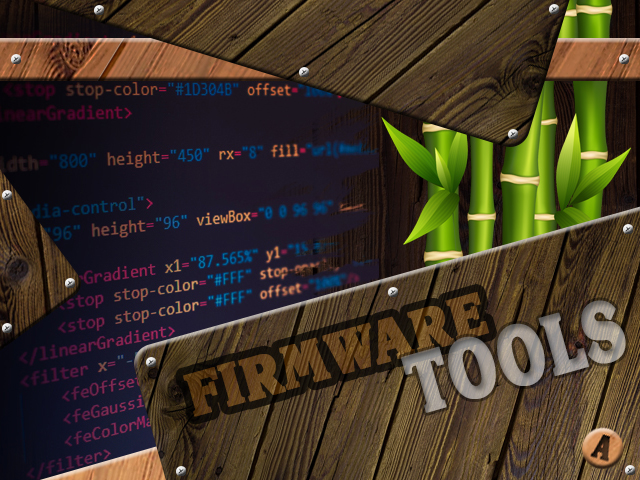 <stop stop-color="#1D304B" offset=
inearGradient>
idth="800" height="450" rx="8" fill=
dia-control">
"96" height="96" viewBox="0 0 96 96"
Gradient x1="87.565%" y1=
<stop stop-color="#FFF"
<stop stop-color="#FFF" offset="100%"
</linearGradient>
<filter x="-
<feOffset
<feGaussi
<feColorMa
</filter>
FIRMWARE
TOOLS
A